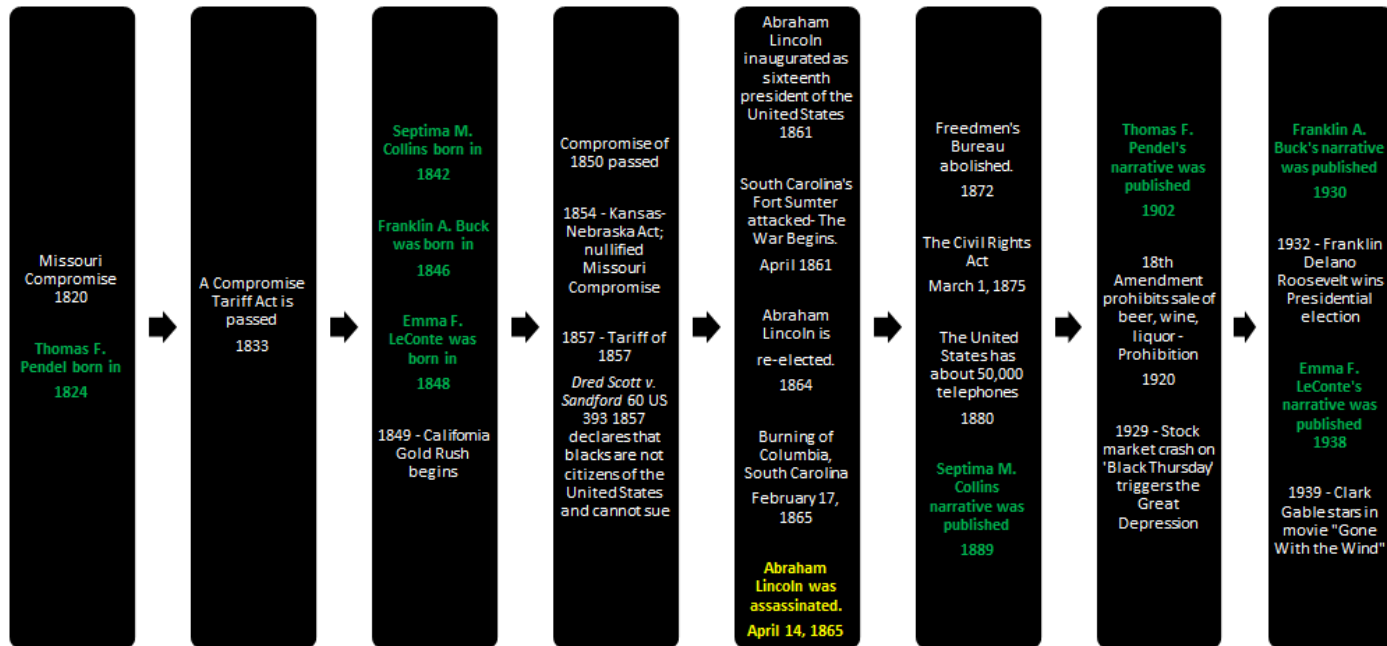 Missouri
Compromise
1820
Thomas F.
Pendel born in
1824
A Compromise
Tariff Act is
passed
1833
Septima M.
Collins born in
1842
Franklin A. Buck
was born in
1846
Emma F.
LeConte was
born in
1848
1849 - California
Gold Rush
begins
Compromise of
1850 passed
1854 - Kansas-
Nebraska Act;
nullified
Missouri
Compromise
1857 - Tariff of
1857
Dred Scott v.
Sandford 60 US
393 1857
declares that
blacks are not
citizens of the
United States
and cannot sue
Abraham
Lincoln
inaugurated as
sixteenth
president of the
United States
1861
South Carolina's
Fort Sumter
attacked- The
War Begins.
April 1861
Abraham
Lincoln is
re-elected.
1864
Burning of
Columbia,
South Carolina
February 17,
1865
Abraham
Lincoln was
assassinated.
April 14, 1865
Freedmen's
Bureau
abolished.
1872
The Civil Rights
Act
March 1, 1875
The United
States has
about 50,000
telephones
1880
Septima M.
Collins
narrative was
published
1889
Thomas F.
Pendel's
narrative was
published
1902
18th
Amendment
prohibits sale of
beer, wine,
liquor -
Prohibition
1920
1929 - Stock
market crash on
'Black Thursday'
triggers the
Great
Depression
Franklin A.
Buck's narrative
was published
1930
1932 - Franklin
Delano
Roosevelt wins
Presidential
election
Emma F.
LeConte's
narrative was
published
1938
1939 - Clark
Gable stars in
movie "Gone
With the Wind"